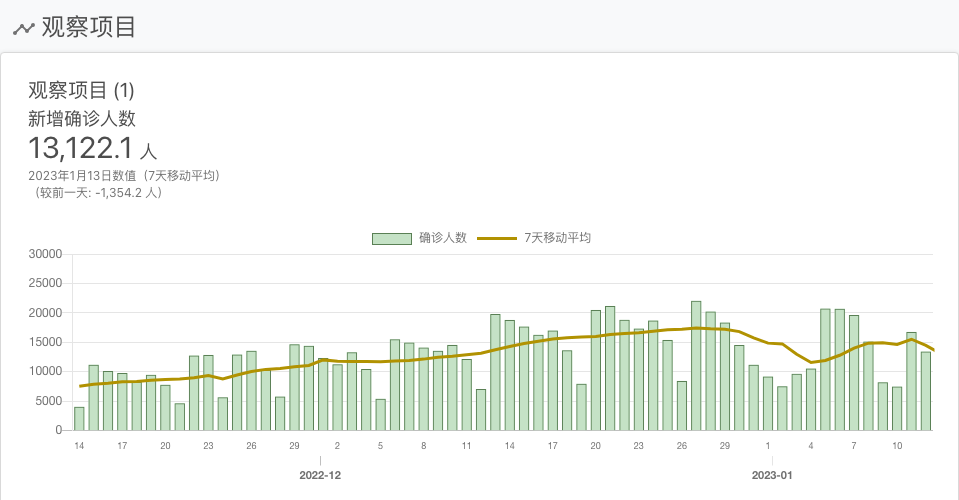 观察项目
观察项目 (1)
新增确诊人数
13,122.1 人
2023年1月13日数值（7天移动平均）
（较前一天: -1,354.2 人）
确诊人数 7天移动平均
30000
25000
20000
15000
10000
5000
0
14 17 20 23 26 29 2 5 8 11 14 17 20 23 26 29 1 4 7 10
2022-12 2023-01